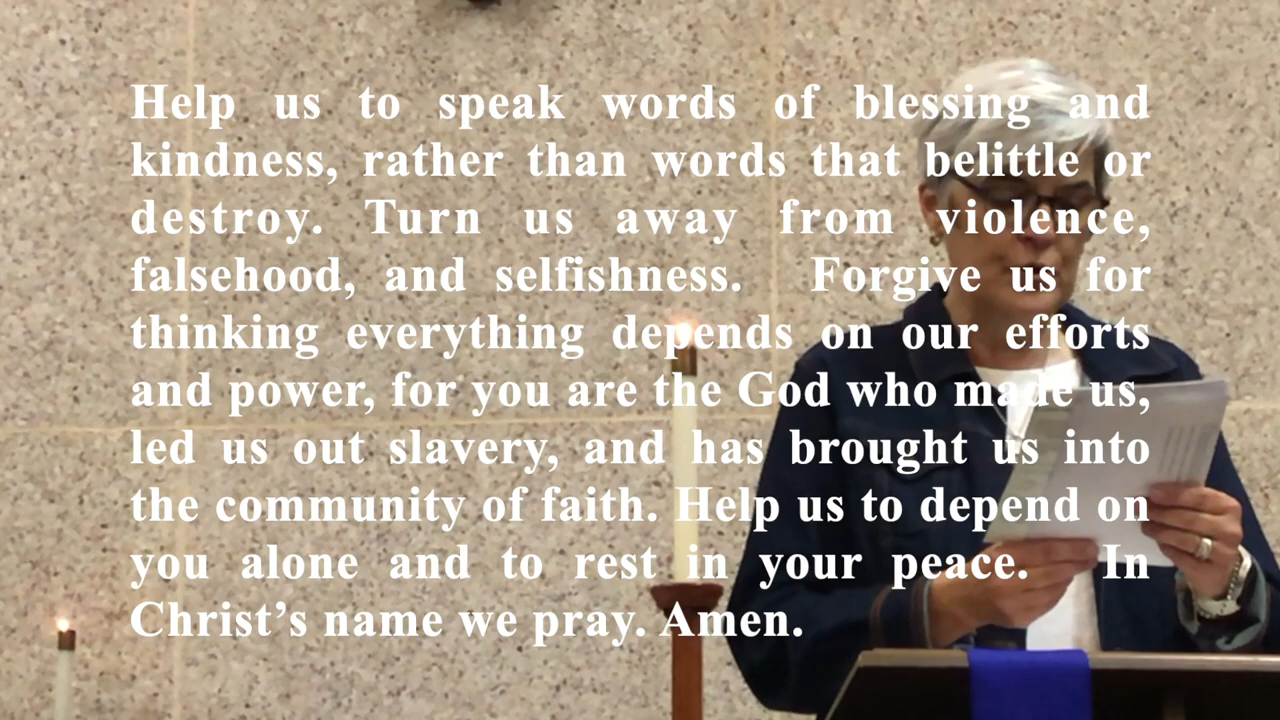 Help us to speak words of blessing and
kindness, rather than words that belittle or
destroy. Turn us away from violence,
falsehood, and selfishness. Forgive us for
thinking everything depends on our efforts
and power, for you are the God who made us,
led us out slavery, and has brought us into
the community of faith. Help us to depend on
you alone and to rest in your peace. In
Christ’s name we pray. Amen.